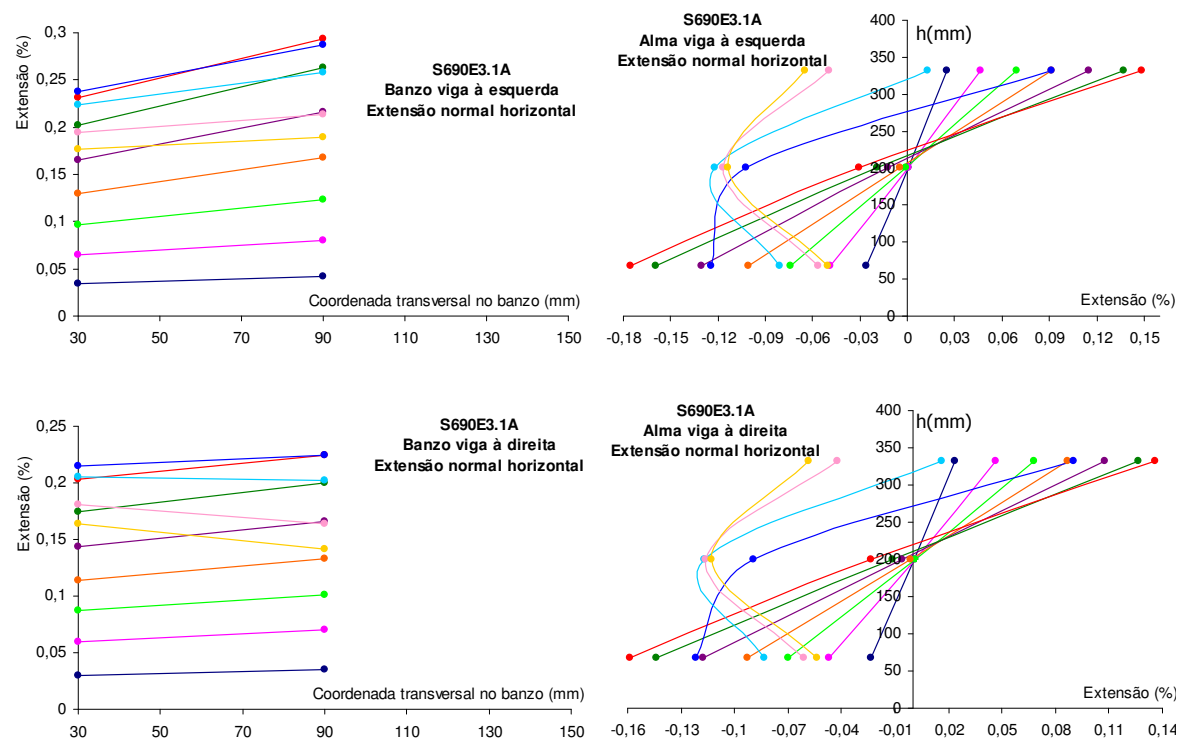 0,3
0,25
0,2
0,15
0,1
0,05
0
Extensão (%)
S690E3.1A
Banzo viga à esquerda
Extensão normal horizontal
Coordenada transversal no banzo (mm)
30 50 70 90 110 130 150
S690E3.1A
Alma viga à esquerda
Extensão normal horizontal
h(mm)
400
350
300
250
200
150
100
50
0
Extensão (%)
-0,18 -0,15 -0,12 -0,09 -0,06 -0,03 0 0,03 0,06 0,09 0,12 0,15
0,25
0,2
0,15
0,1
0,05
0
Extensão (%)
S690E3.1A
Banzo viga à direita
Extensão normal horizontal
Coordenada transversal no banzo (mm)
30 50 70 90 110 130 150
S690E3.1A
Alma viga à direita
Extensão normal horizontal
h(mm)
400
350
300
250
200
150
100
50
0
Extensão (%)
-0,16 -0,13 -0,1 -0,07 -0,04 -0,01 0,02 0,05 0,08 0,11 0,14